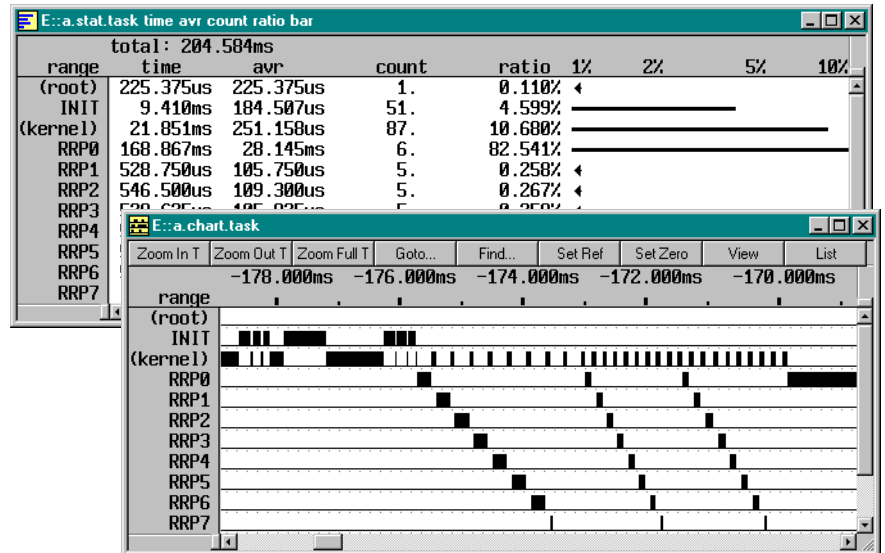 E::a.stat.task time avr count ratio bar
total: 204.584ms
range time avr count ratio 1% 2% 5% 10%
(root) 225.375us 225.375us 1. 0.110%
INIT 9.410ms 184.507us 51. 4.599%
(kernel) 21.851ms 251.158us 87. 10.680%
RRP0 168.867ms 28.145ms 6. 82.541%
RRP1 528.750us 105.750us 5. 0.258%
RRP2 546.500us 109.300us 5. 0.267%
RRP3
RRP4
RRP5
RRP6
RRP7
E::a.chart.task
Zoom In T Zoom Out T Zoom Full T Goto... Find... Set Ref Set Zero View List
-178.000ms -176.000ms -174.000ms -172.000ms -170.000ms
range
(root)
INIT
(kernel)
RRP0
RRP1
RRP2
RRP3
RRP4
RRP5
RRP6
RRP7